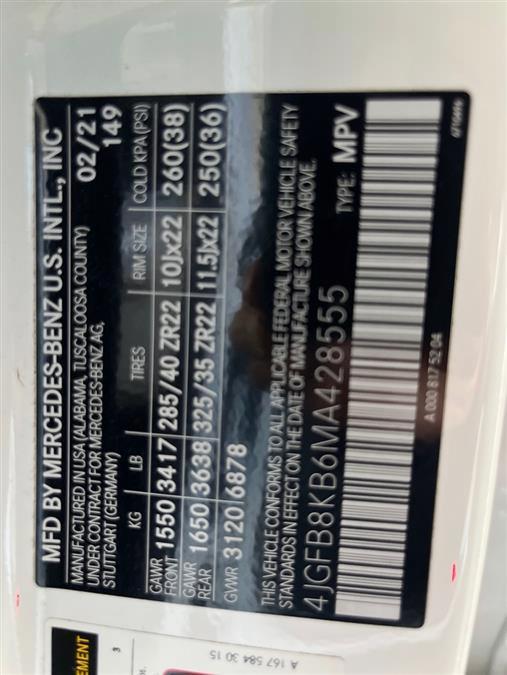 MFD BY MERCEDES-BENZ U.S. INTL., INC
MANUFACTURED IN USA (ALABAMA, TUSCALOOSA COUNTY) 02/21
UNDER CONTRACT FOR MERCEDES-BENZ AG, 149
STUTTGART (GERMANY)
KG LB TIRES RIM SIZE COLD KPA (PSI)
GAWR FRONT 1550 3417 285/40 ZR22 10Jx22 260(38)
GAWR REAR 1650 3638 325/35 ZR22 11.5Jx22 250(36)
GVWR 3120 6878
THIS VEHICLE CONFORMS TO ALL APPLICABLE FEDERAL MOTOR VEHICLE SAFETY
STANDARDS IN EFFECT ON THE DATE OF MANUFACTURE SHOWN ABOVE.
4JGFB8KB6MA428555 TYPE: MPV
A 000 817 52 04
A 167 584 30 15
3